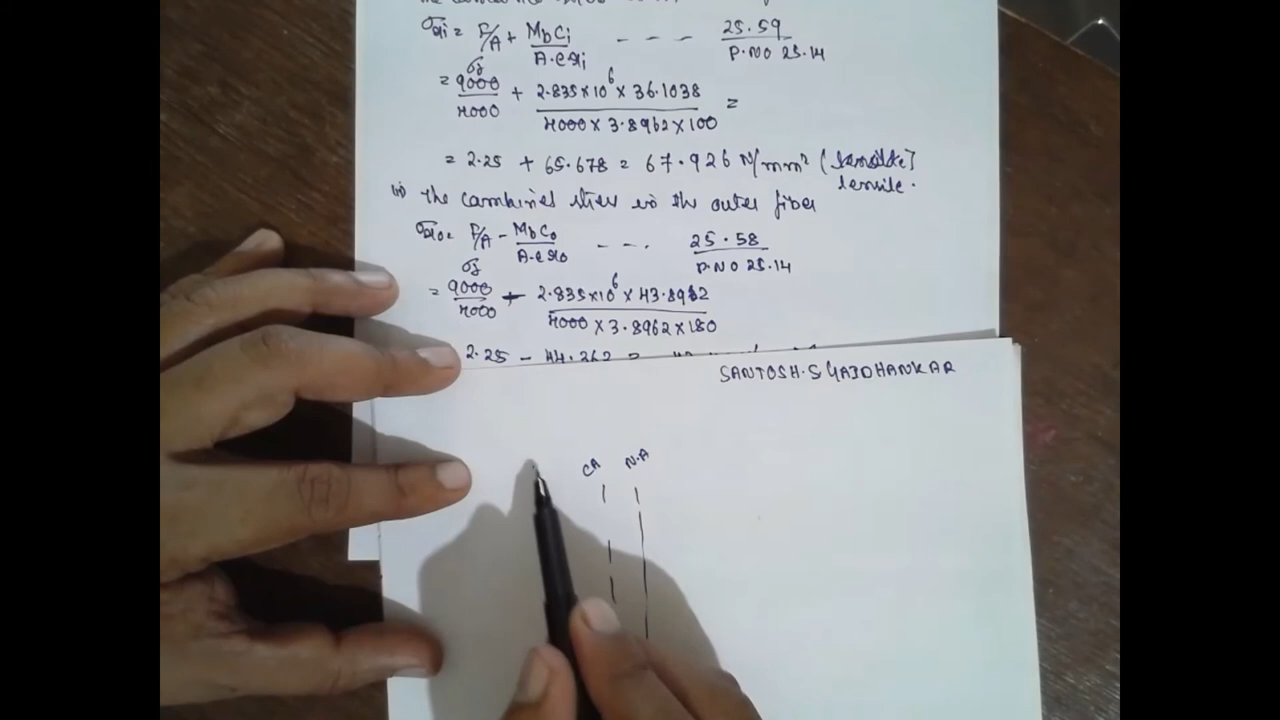 σri = F/A + MbCi/A.e ri - - - 25.59/P.NO 25.14
= 9000/4000 + 2.835×10^6 × 36.1038/4000 × 3.8962 × 100 =
= 2.25 + 65.678 = 67.926 N/mm² (tensile)
tensile.
(ii) The combined stress in the outer fiber
σro = F/A - MbCo/A.e ro - - . 25.58/P.NO 25.14
= 9000/4000 - 2.835×10^6 × 43.8962/4000 × 3.8962 × 180
2.25 - 44.262 =
SANTOSH.S GAJDHANKAR
CA N.A